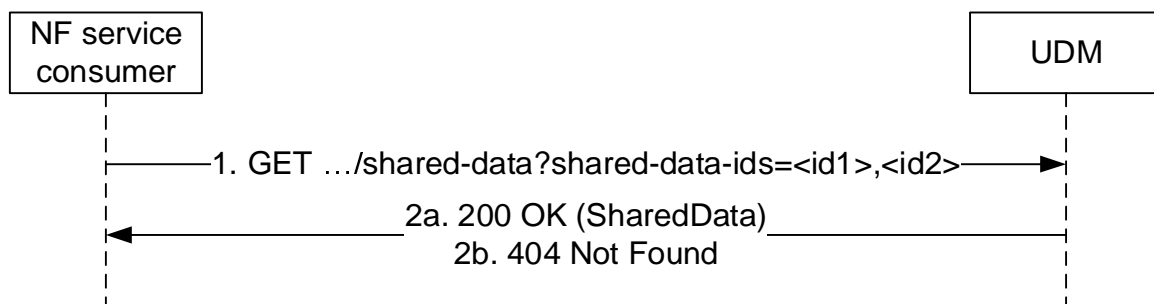 NF service
consumer
UDM
1. GET …/shared-data?shared-data-ids=<id1>,<id2>
2a. 200 OK (SharedData)
2b. 404 Not Found